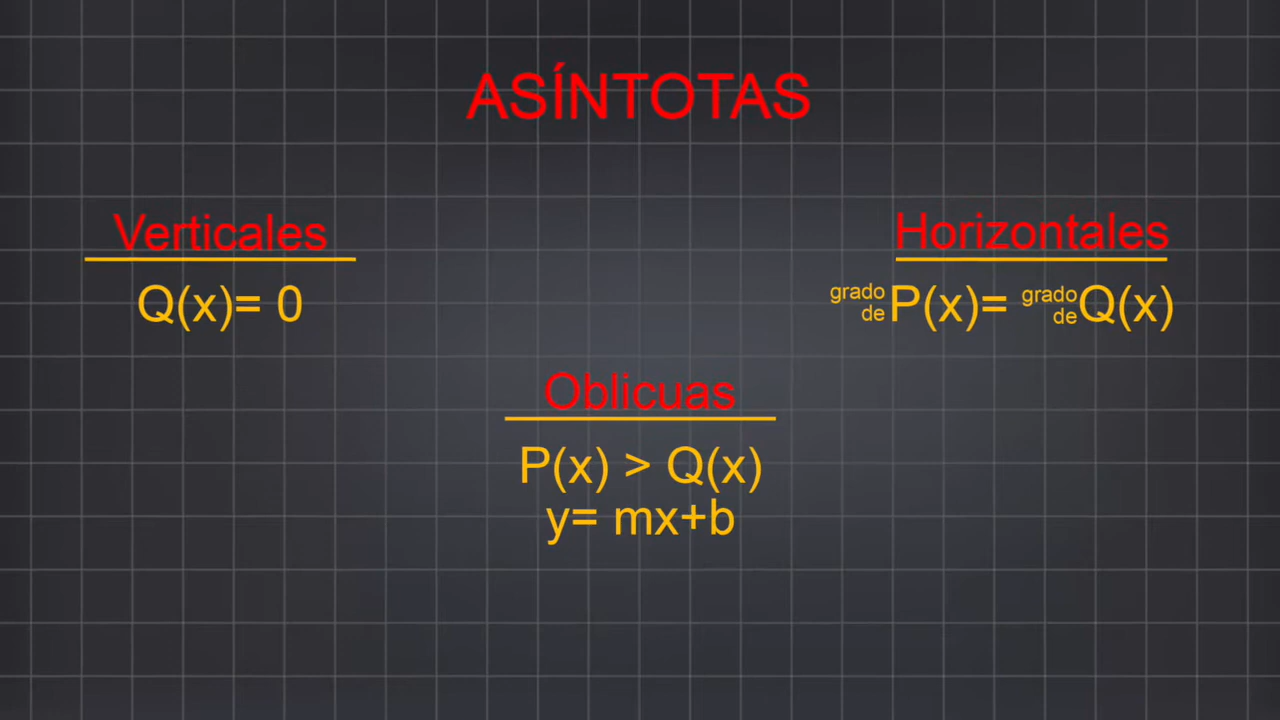 ASÍNTOTAS
Verticales
Q(x)= 0
Horizontales
grado de P(x)= grado de Q(x)
Oblicuas
P(x) > Q(x)
y= mx+b